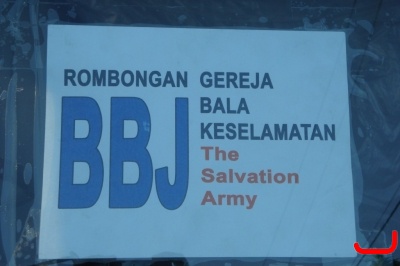 ROMBONGAN GEREJA
BBJ BALA
KESELAMATAN
The
Salvation
Army